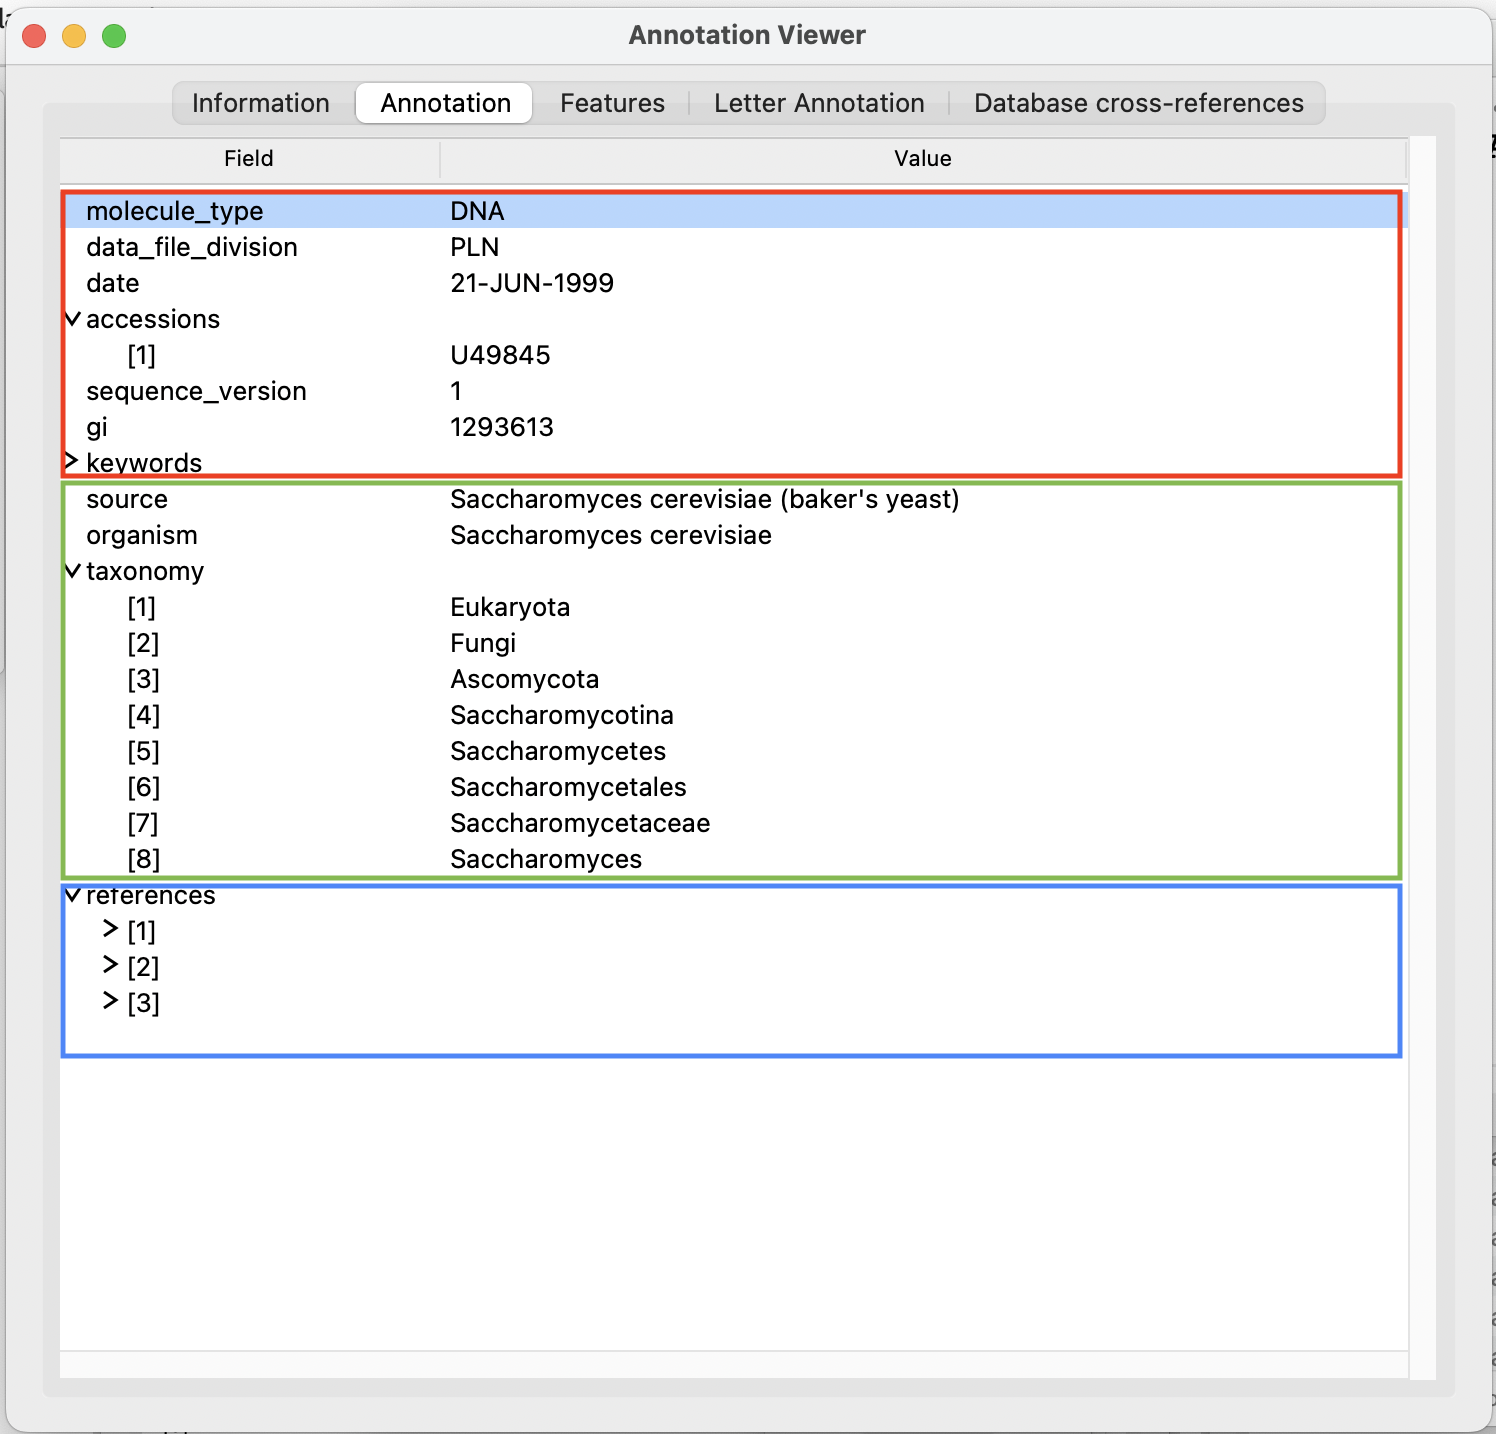 Annotation Viewer
Information Annotation Features Letter Annotation Database cross-references
Field Value
molecule_type DNA
data_file_division PLN
date 21-JUN-1999
accessions
[1] U49845
sequence_version 1
gi 1293613
keywords
source Saccharomyces cerevisiae (baker's yeast)
organism Saccharomyces cerevisiae
taxonomy
[1] Eukaryota
[2] Fungi
[3] Ascomycota
[4] Saccharomycotina
[5] Saccharomycetes
[6] Saccharomycetales
[7] Saccharomycetaceae
[8] Saccharomyces
references
[1]
[2]
[3]